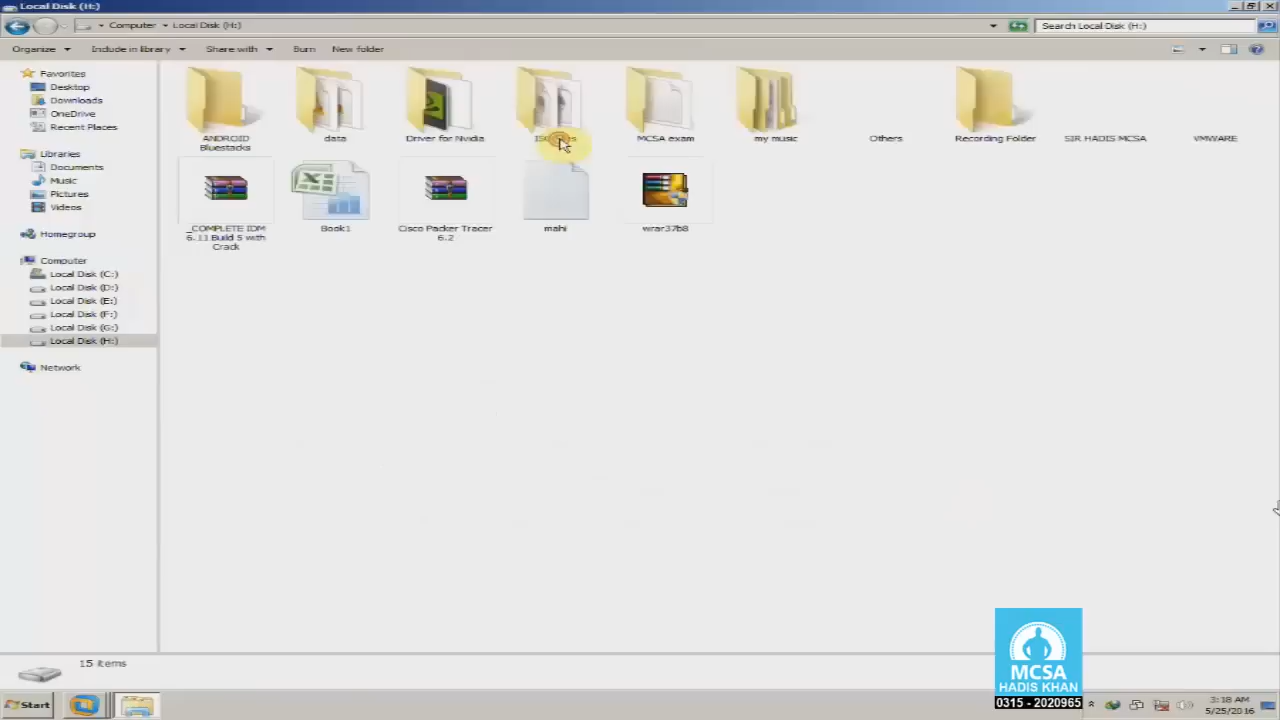 Local Disk (H:)
Computer
Local Disk (H:)
Search Local Disk (H:)
Organize
Include in library
Share with
Burn
New folder
Favorites
Desktop
Downloads
OneDrive
Recent Places
Libraries
Documents
Music
Pictures
Videos
Homegroup
Computer
Local Disk (C:)
Local Disk (D:)
Local Disk (E:)
Local Disk (F:)
Local Disk (G:)
Local Disk (H:)
Network
ANDROID
Bluestacks
data
Driver for Nvidia
MCSA exam
my music
Others
Recording Folder
SIR HADIS MCSA
VMWARE
_COMPLETE IDM
6.11 Build 5 with
Crack
Book1
Cisco Packer Tracer
6.2
mahi
wrar37b8
15 items
MCSA
HADIS KHAN
0315 - 2020965
Start
3:18 AM
5/25/2016